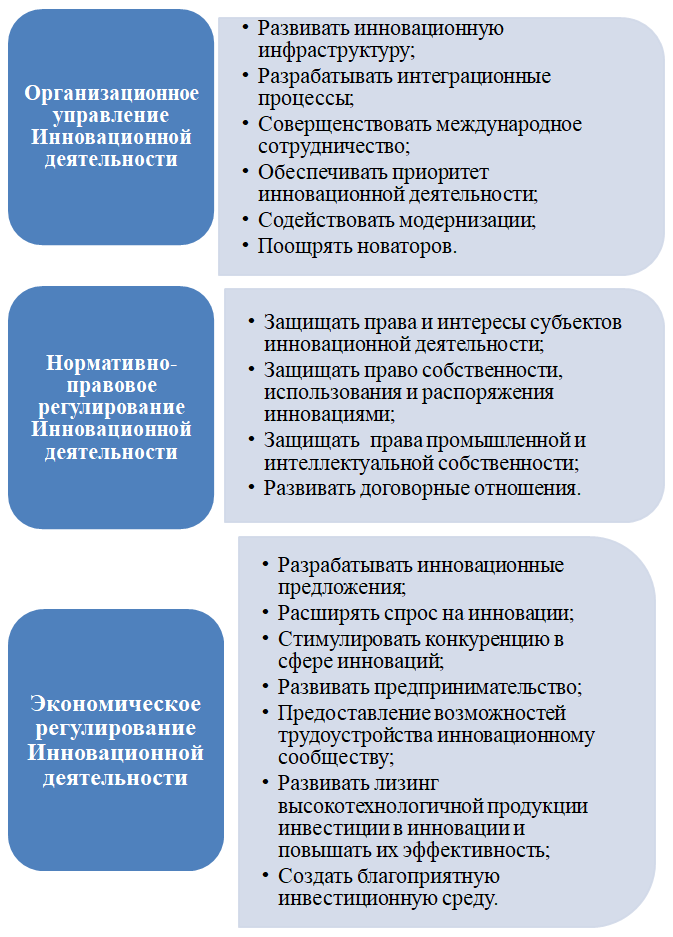 Организационное
управление
Инновационной
деятельности
• Развивать инновационную
инфраструктуру;
• Разрабатывать интеграционные
процессы;
• Соверщенствовать международное
сотрудничество;
• Обеспечивать приоритет
инновационной деятельности;
• Содействовать модернизации;
• Поощрять новаторов.
Нормативно-
правовое
регулирование
Инновационной
деятельности
• Защищать права и интересы субъектов
инновационной деятельности;
• Защищать право собственности,
использования и распоряжения
инновациями;
• Защищать права промышленной и
интеллектуальной собственности;
• Развивать договорные отношения.
Экономическое
регулирование
Инновационной
деятельности
• Разрабатывать инновационные
предложения;
• Расширять спрос на инновации;
• Стимулировать конкуренцию в
сфере инноваций;
• Развивать предпринимательство;
• Предоставление возможностей
трудоустройства инновационному
сообществу;
• Развивать лизинг
высокотехнологичной продукции
инвестиции в инновации и
повышать их эффективность;
• Создать благоприятную
инвестиционную среду.